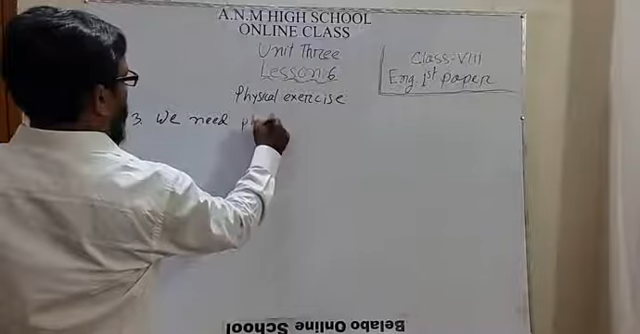 A.N.M HIGH SCHOOL
ONLINE CLASS
Unit Three
Lesson: 6
Class-VIII
Eng. 1st paper
Physical exercise
3. We need p
Belabo Online School